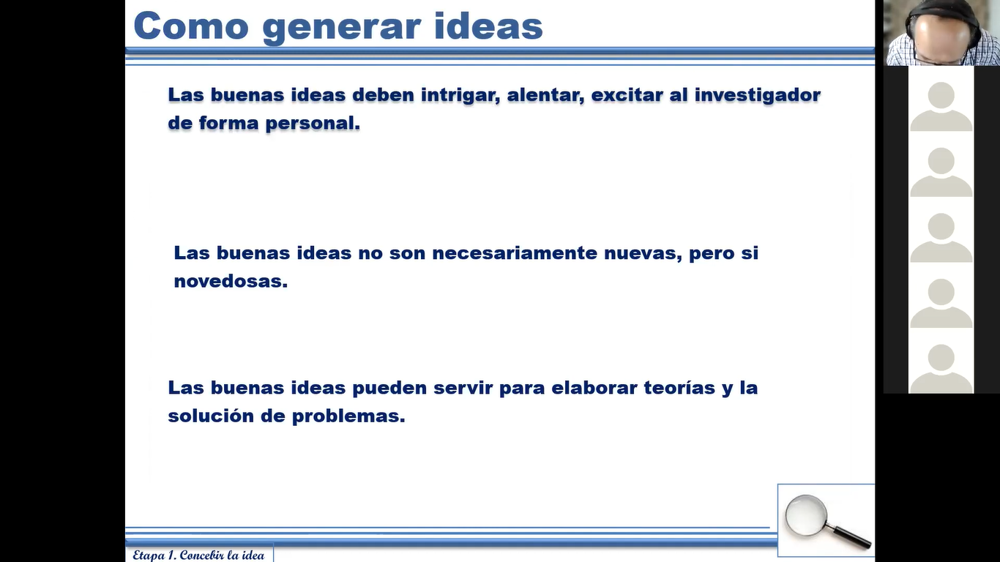 Como generar ideas
Las buenas ideas deben intrigar, alentar, excitar al investigador
de forma personal.
Las buenas ideas no son necesariamente nuevas, pero si
novedosas.
Las buenas ideas pueden servir para elaborar teorías y la
solución de problemas.
Etapa 1. Concebir la idea